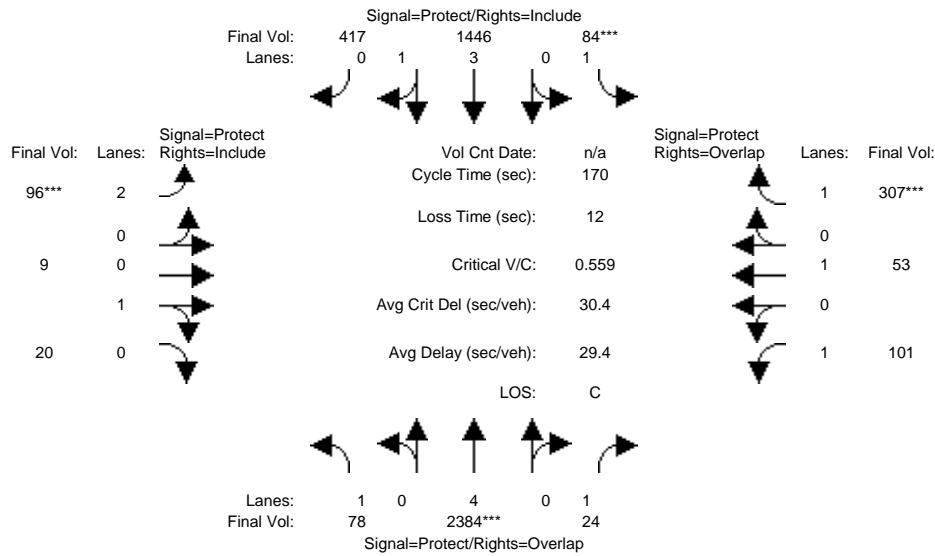 Signal=Protect/Rights=Include
Final Vol: 417 1446 84***
Lanes: 0 1 3 0 1
Signal=Protect Signal=Protect
Final Vol: Lanes: Rights=Include Vol Cnt Date: n/a Rights=Overlap Lanes: Final Vol:
Cycle Time (sec): 170
96*** 2 1 307***
Loss Time (sec): 12
0 0
9 0 Critical V/C: 0.559 1 53
1 Avg Crit Del (sec/veh): 30.4 0
20 0 Avg Delay (sec/veh): 29.4 1 101
LOS: C
Lanes: 1 0 4 0 1
Final Vol: 78 2384*** 24
Signal=Protect/Rights=Overlap